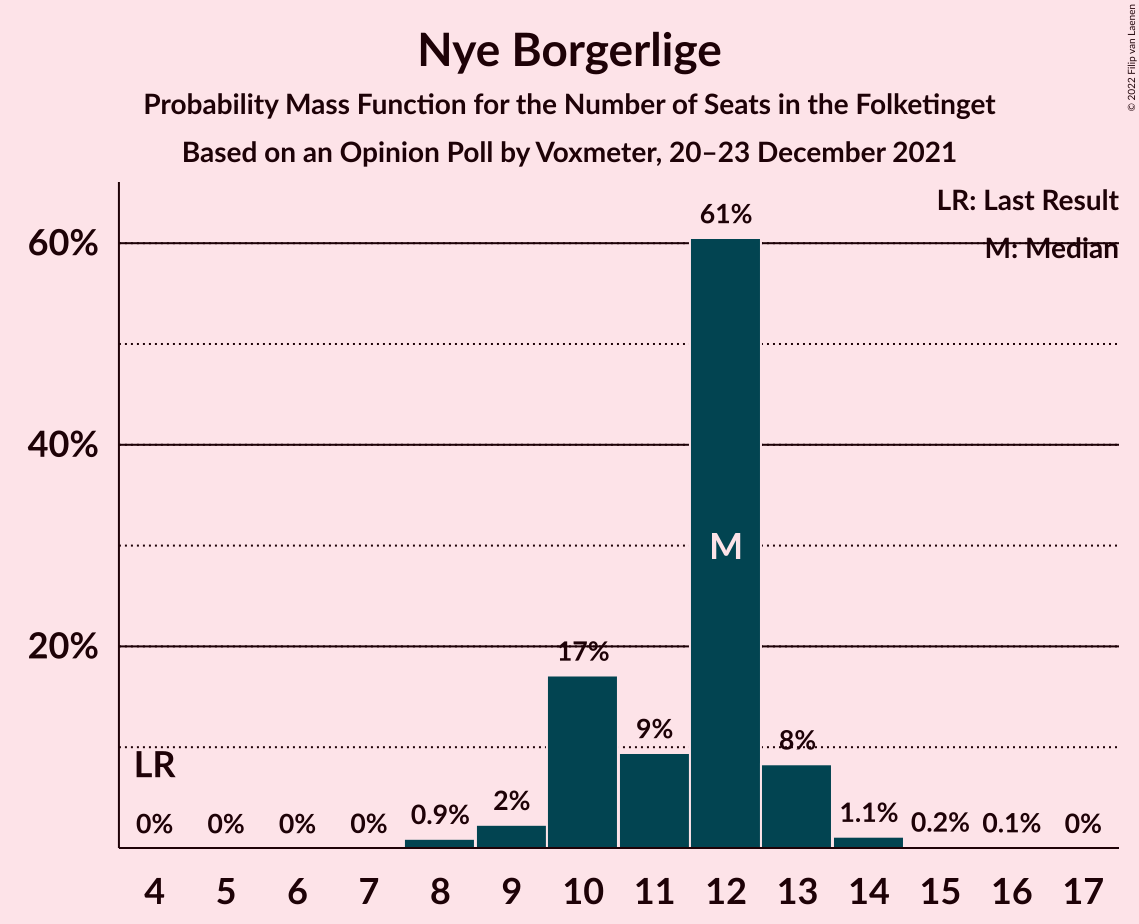 Nye Borgerlige
Probability Mass Function for the Number of Seats in the Folketinget
Based on an Opinion Poll by Voxmeter, 20–23 December 2021
© 2022 Filip van Laenen
LR: Last Result
M: Median
60%
40%
20%
61%
M
17%
9%
8%
LR
0% 0% 0% 0% 0.9% 2% 1.1% 0.2% 0.1% 0%
4 5 6 7 8 9 10 11 12 13 14 15 16 17